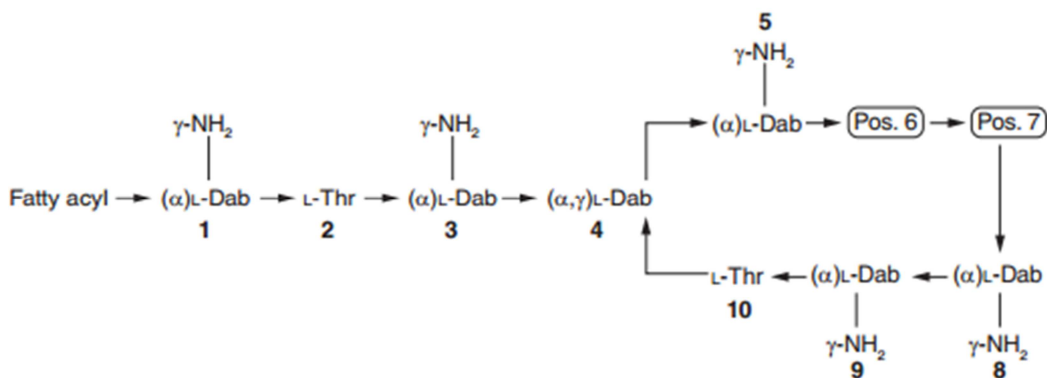 5
γ-NH₂
γ-NH₂ γ-NH₂ (α)L-Dab Pos. 6 Pos. 7
Fatty acyl (α)L-Dab L-Thr (α)L-Dab (α,γ)L-Dab
1 2 3 4
L-Thr (α)L-Dab (α)L-Dab
10
γ-NH₂ γ-NH₂
9 8